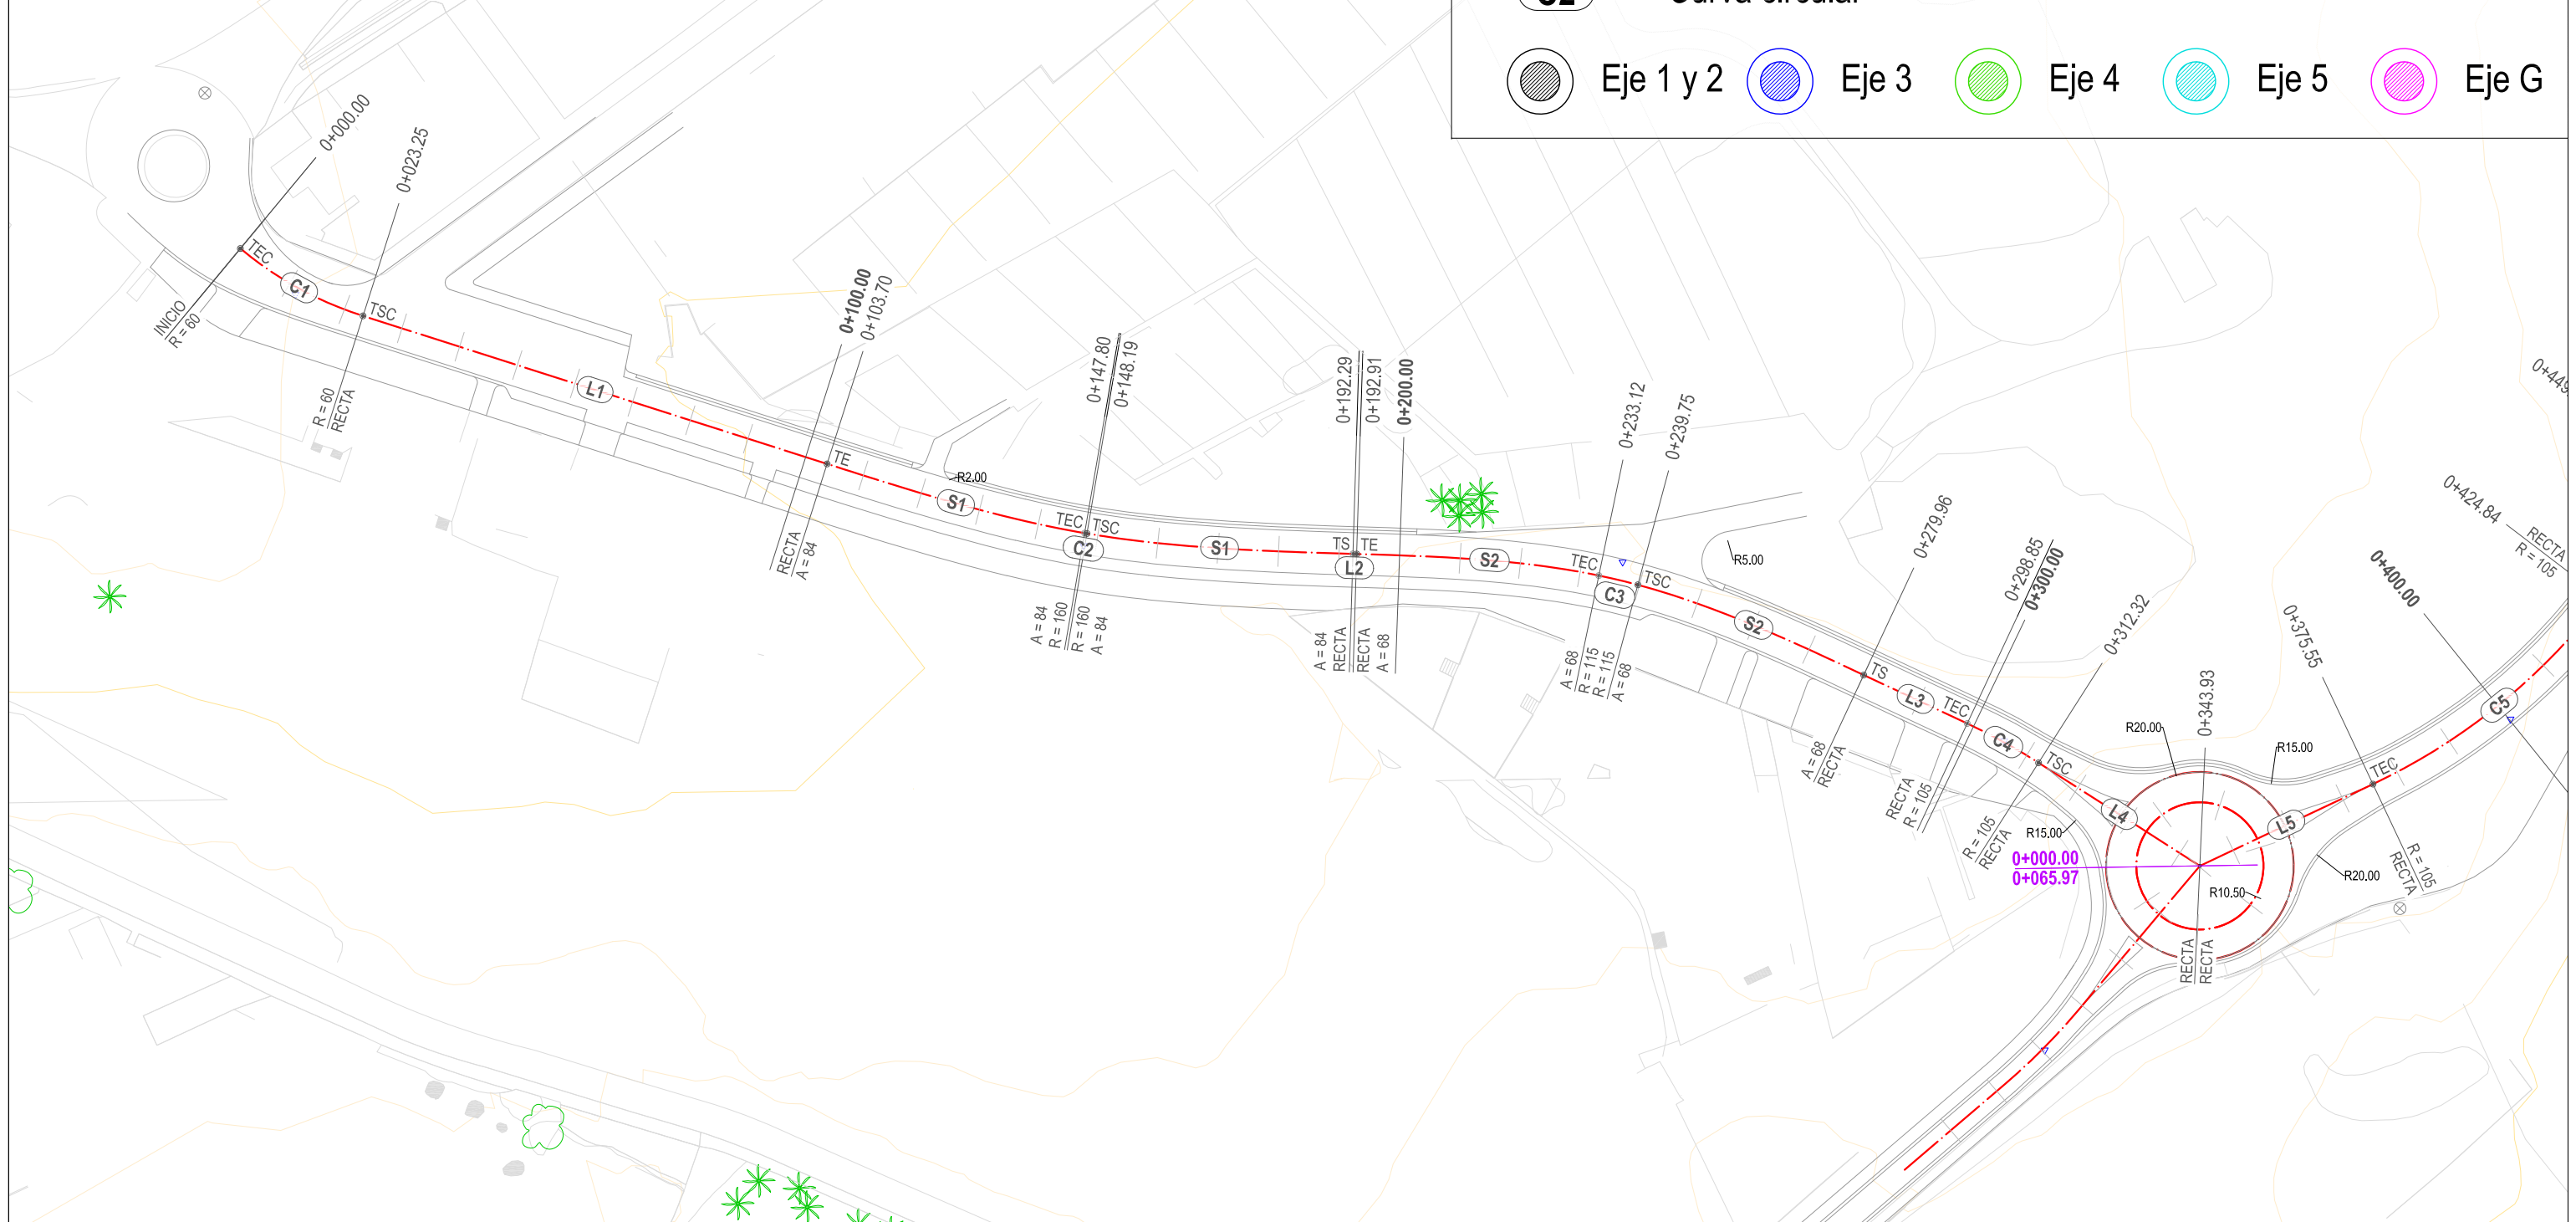 Eje 1 y 2
Eje 3
Eje 4
Eje 5
Eje G
0+000.00
0+023.25
TEC
C1
TSC
INICIO
R = 60
R = 60
RECTA
L1
0+100.00
0+103.70
TE
RECTA
A = 84
R2.00
S1
0+147.80
0+148.19
TEC
TSC
C2
A = 84
R = 160
R = 160
A = 84
S1
0+192.29
0+192.91
0+200.00
TS
TE
L2
A = 84
RECTA
RECTA
A = 68
S2
0+233.12
0+239.75
TEC
TSC
C3
A = 68
R = 115
R = 115
A = 68
R5.00
S2
0+279.96
TS
A = 68
RECTA
L3
0+298.85
0+300.00
TEC
RECTA
R = 105
C4
0+312.32
TSC
R = 105
RECTA
L4
R15.00
R20.00
0+343.93
R15.00
0+000.00
0+065.97
R10.50
RECTA
RECTA
L5
R20.00
0+375.55
TEC
R = 105
RECTA
0+400.00
C5
0+424.84
RECTA
R = 105
0+449